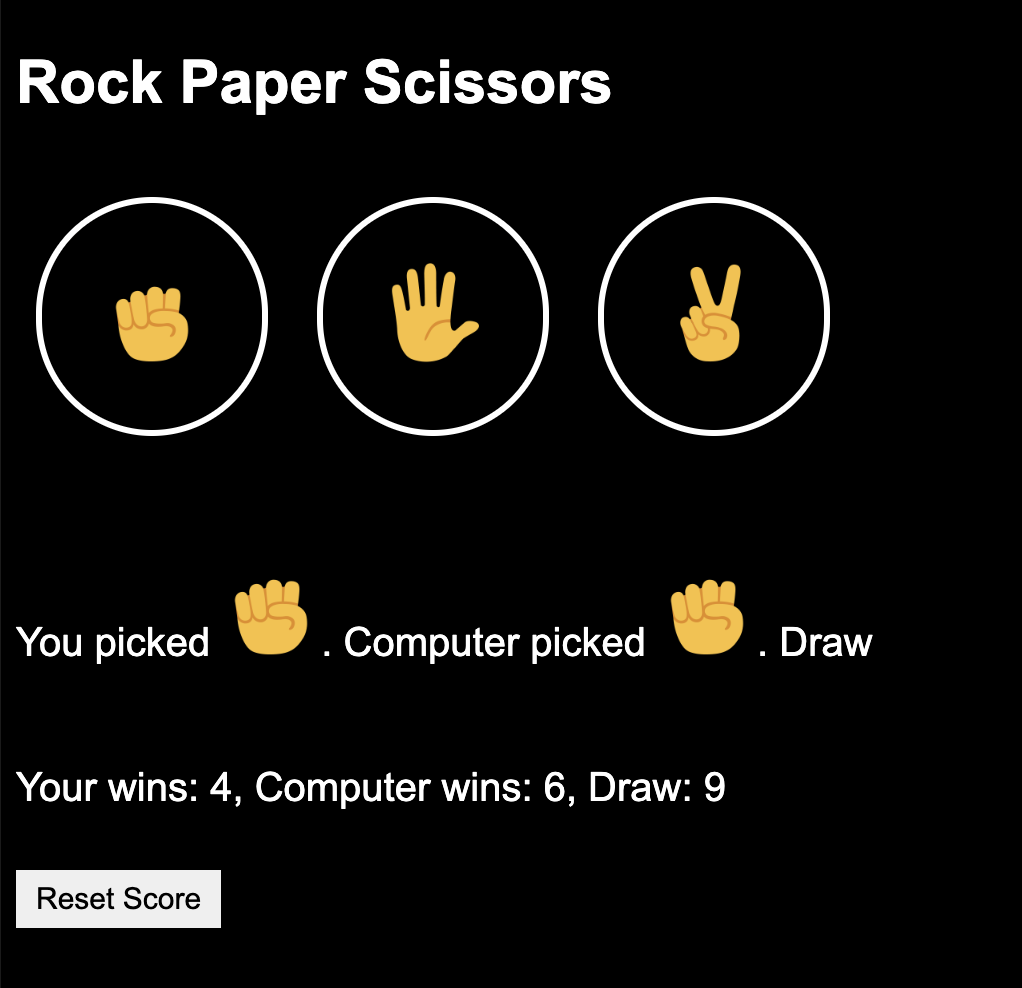 Rock Paper Scissors
You picked . Computer picked . Draw
Your wins: 4, Computer wins: 6, Draw: 9
Reset Score